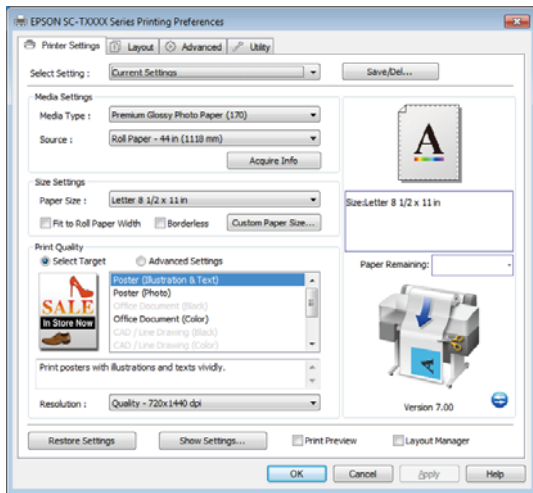 EPSON SC-TXXXX Series Printing Preferences
Printer Settings Layout Advanced Utility
Select Setting : Current Settings Save/Del...
Media Settings
Media Type : Premium Glossy Photo Paper (170)
Source : Roll Paper - 44 in (1118 mm)
Acquire Info
A
Size Settings
Paper Size : Letter 8 1/2 x 11 in
Size:Letter 8 1/2 x 11 in
Fit to Roll Paper Width Borderless Custom Paper Size...
Print Quality
Select Target Advanced Settings
Paper Remaining: -
SALE
In Store Now
Poster (Illustration & Text)
Poster (Photo)
Office Document (Black)
Office Document (Color)
CAD / Line Drawing (Black)
CAD / Line Drawing (Color)
Print posters with illustrations and texts vividly.
Resolution : Quality - 720x1440 dpi
Version 7.00
Restore Settings Show Settings... Print Preview Layout Manager
OK Cancel Apply Help